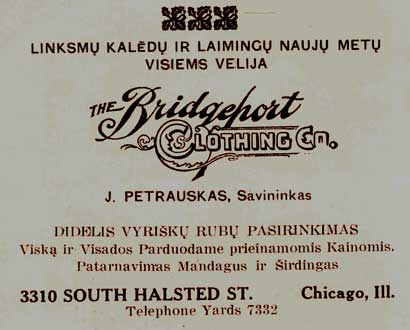 LINKSMŲ KALĖDŲ IR LAIMINGŲ NAUJŲ METŲ
VISIEMS VELIJA
THE Bridgeport
CLOTHING Co.
J. PETRAUSKAS, Savininkas
DIDELIS VYRIŠKŲ RUBŲ PASIRINKIMAS
Viską ir Visados Parduodame prieinamomis Kainomis.
Patarnavimas Mandagus ir Širdingas
3310 SOUTH HALSTED ST. Chicago, Ill.
Telephone Yards 7332